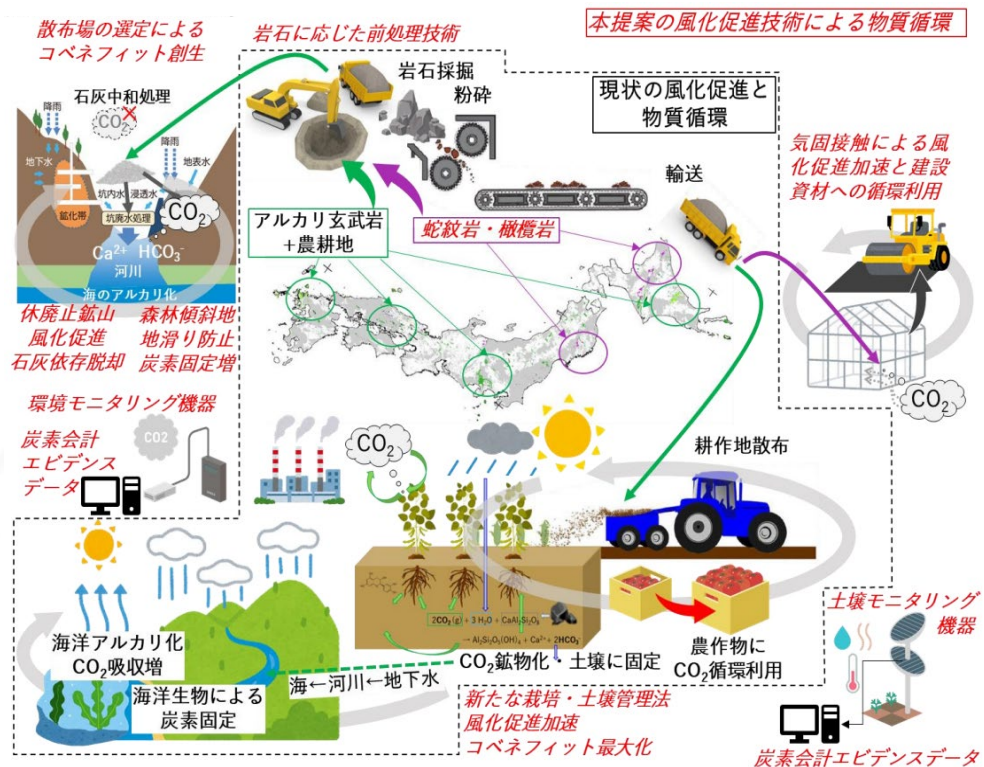 本提案の風化促進技術による物質循環
散布場の選定による
コベネフィット創生
石灰中和処理
CO₂
降雨
降雨
地下水
地表水
坑内水
浸透水
鉱化帯
坑廃水処理
CO₂
Ca²⁺ HCO₃⁻
河川
海のアルカリ化
休廃止鉱山
風化促進
石灰依存脱却
森林傾斜地
地滑り防止
炭素固定増
岩石に応じた前処理技術
岩石採掘
粉砕
現状の風化促進と
物質循環
輸送
アルカリ玄武岩
+農耕地
蛇紋岩・橄欖岩
気固接触による風
化促進加速と建設
資材への循環利用
CO₂
環境モニタリング機器
CO2
炭素会計
エビデンス
データ
CO₂
耕作地散布
2CO₂(g) + 3 H₂O + CaAl₂Si₂O₈
→ Al₂Si₂O₅(OH)₄ + Ca²⁺ + 2HCO₃⁻
CO₂鉱物化・土壌に固定
農作物に
CO₂循環利用
海洋アルカリ化
CO₂吸収増
海洋生物による
炭素固定
海←河川←地下水
新たな栽培・土壌管理法
風化促進加速
コベネフィット最大化
土壌モニタリング
機器
炭素会計エビデンスデータ